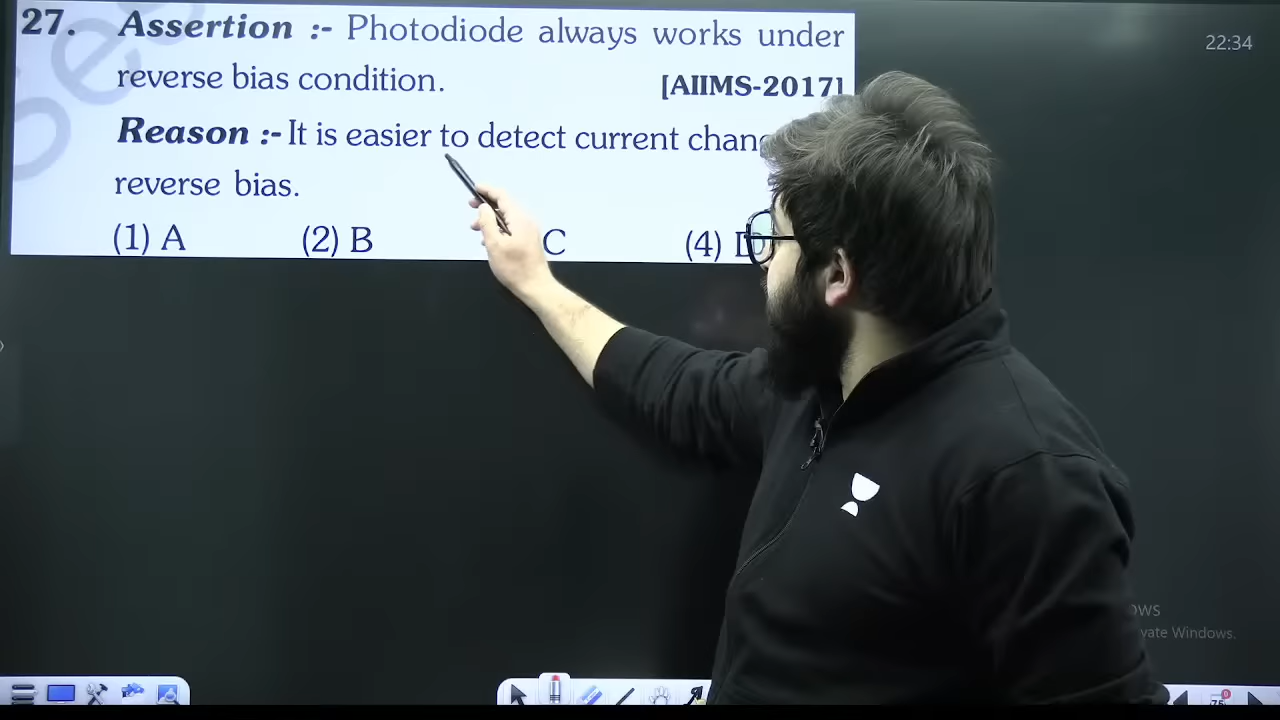 22:34
27. Assertion :- Photodiode always works under
reverse bias condition. [AIIMS-2017]
Reason :- It is easier to detect current
reverse bias.
(1) A (2) B C (4) D
Windows.